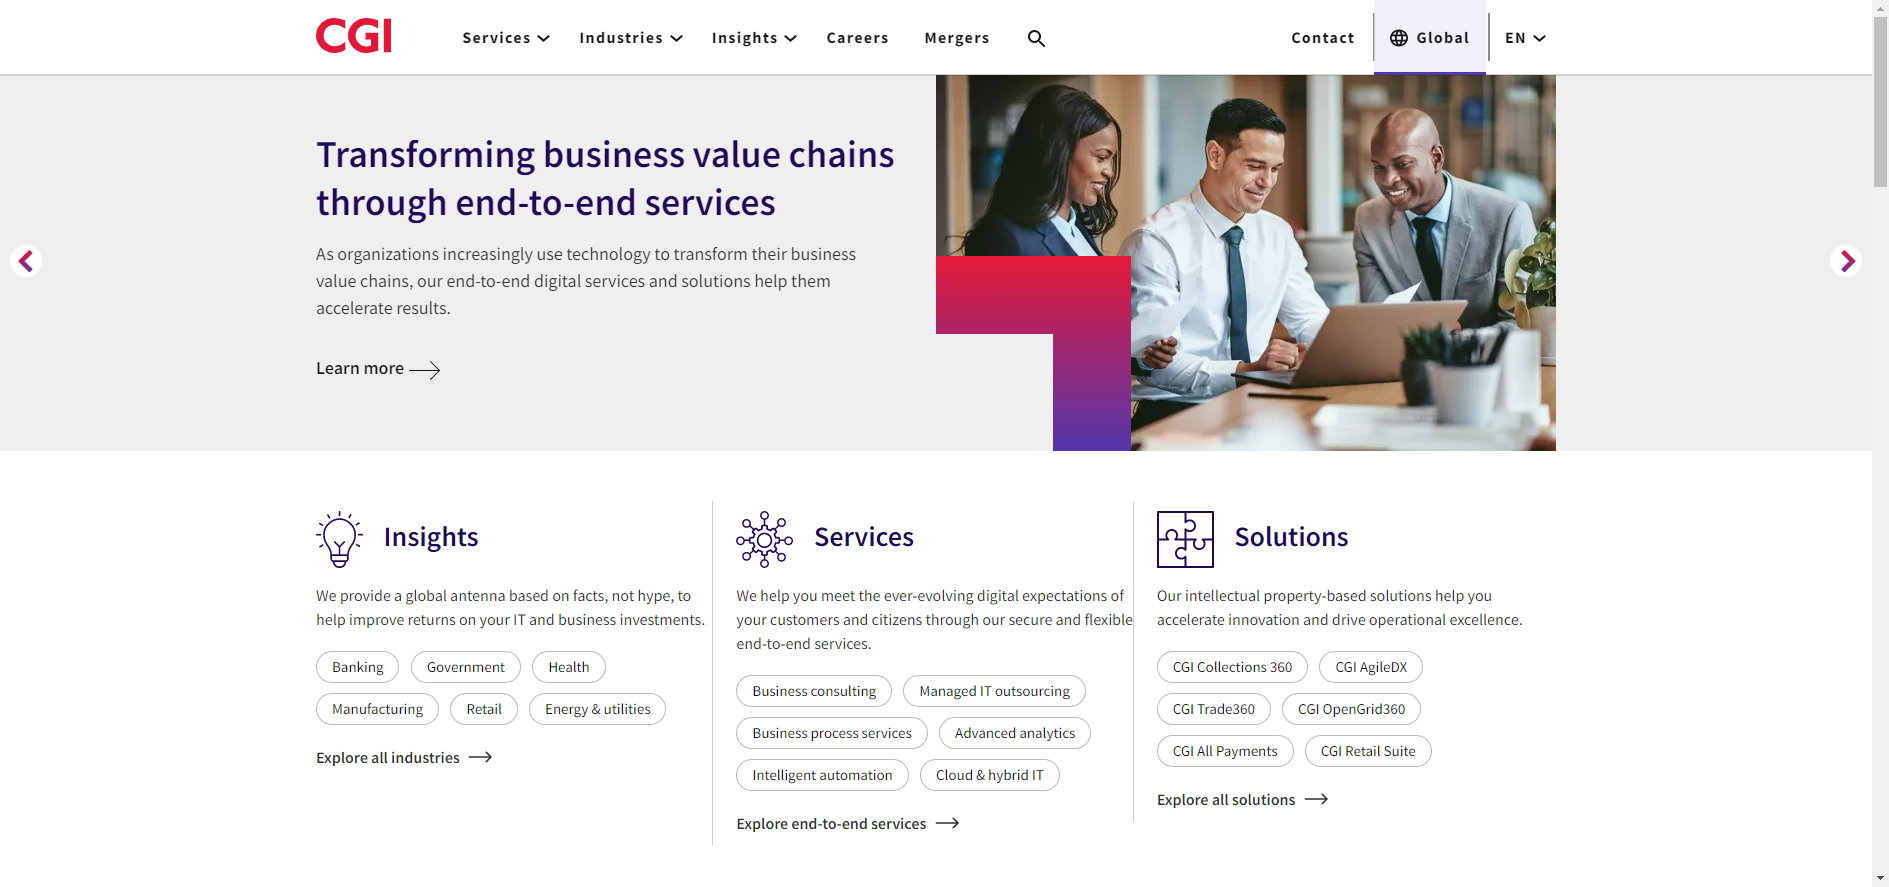 CGI
Services
Industries
Insights
Careers
Mergers
Contact
Global
EN
Transforming business value chains
through end-to-end services
As organizations increasingly use technology to transform their business
value chains, our end-to-end digital services and solutions help them
accelerate results.
Learn more
Insights
We provide a global antenna based on facts, not hype, to
help improve returns on your IT and business investments.
Banking
Government
Health
Manufacturing
Retail
Energy & utilities
Explore all industries
Services
We help you meet the ever-evolving digital expectations of
your customers and citizens through our secure and flexible
end-to-end services.
Business consulting
Managed IT outsourcing
Business process services
Advanced analytics
Intelligent automation
Cloud & hybrid IT
Explore end-to-end services
Solutions
Our intellectual property-based solutions help you
accelerate innovation and drive operational excellence.
CGI Collections 360
CGI AgileDX
CGI Trade360
CGI OpenGrid360
CGI All Payments
CGI Retail Suite
Explore all solutions